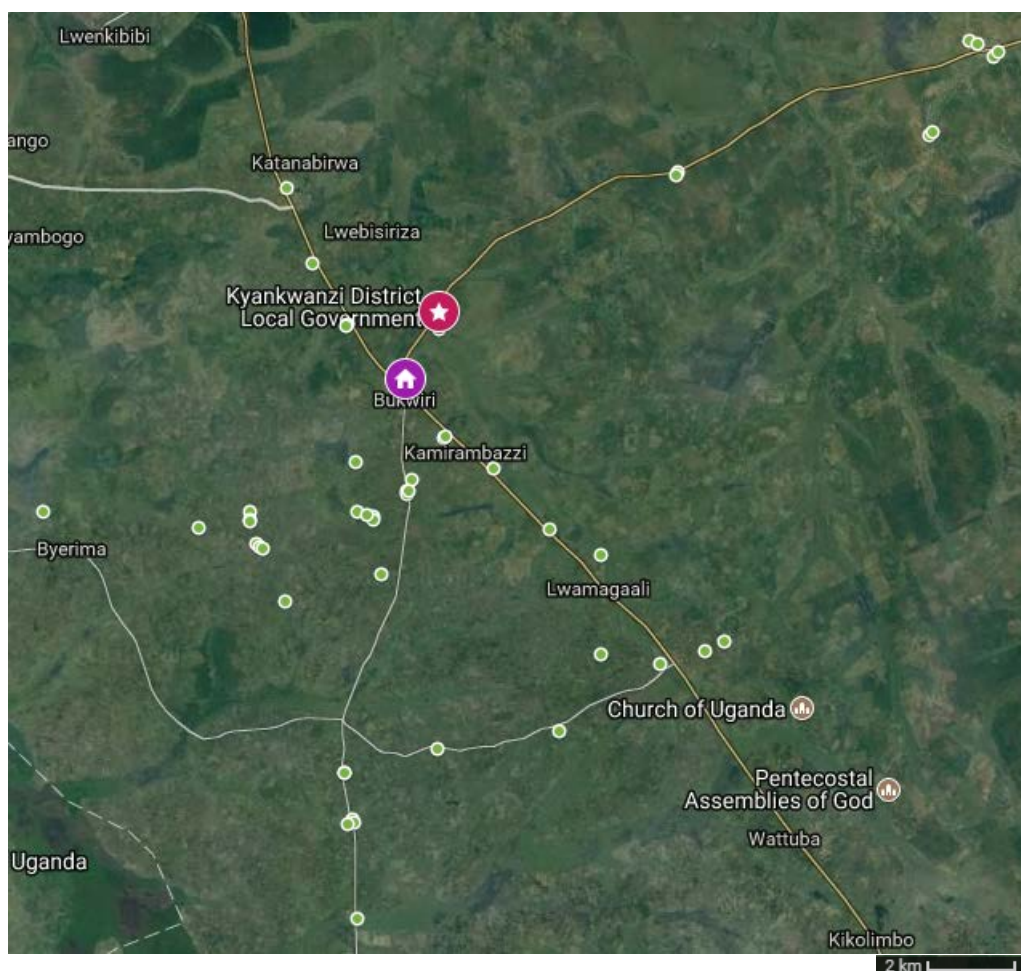 Lwenkibibi
ango
Katanabirwa
yambogo
Lwebisiriza
Kyankwanzi District
Local Government
Bukwiri
Kamirambazzi
Byerima
Lwamagaali
Church of Uganda
Pentecostal
Assemblies of God
Wattuba
Uganda
Kikolimbo
2 km